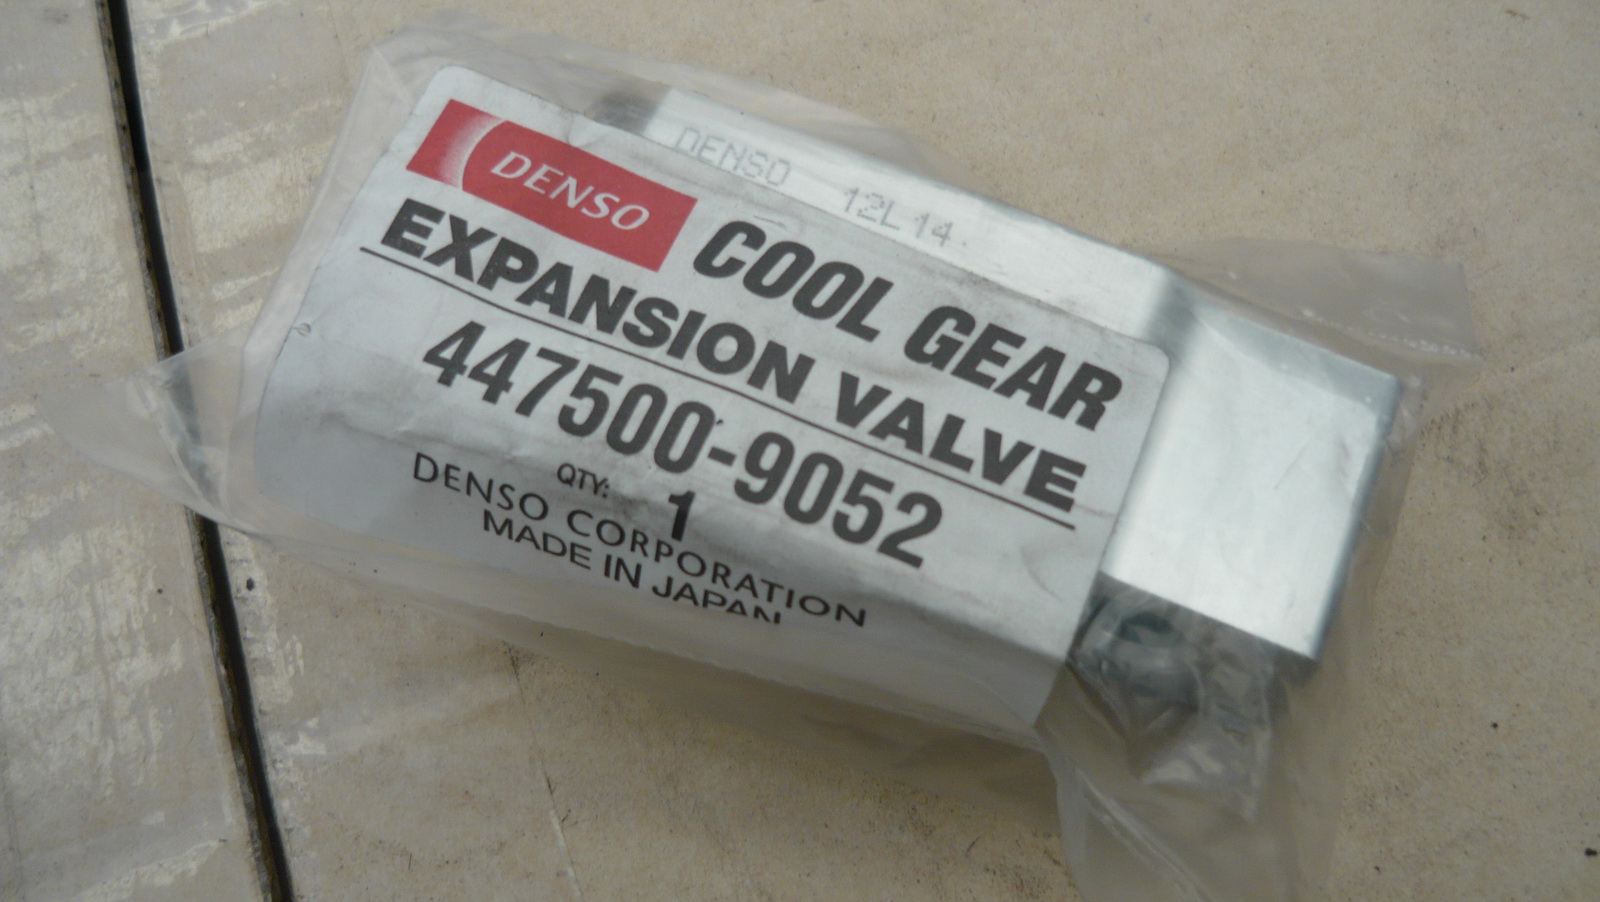 DENSO 12L14
DENSO COOL GEAR
EXPANSION VALVE
447500-9052
QTY: 1
DENSO CORPORATION
MADE IN JAPAN